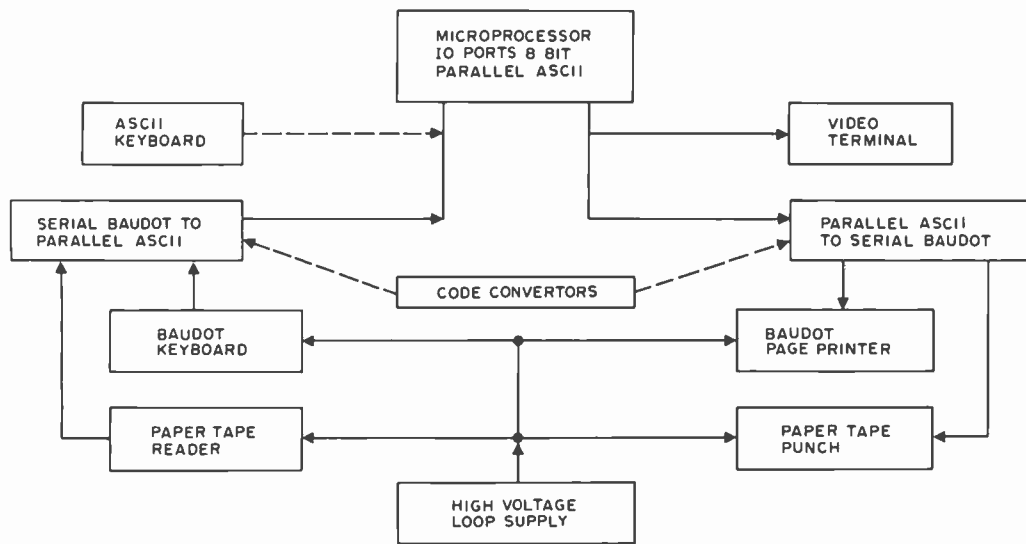 MICROPROCESSOR
IO PORTS 8 BIT
PARALLEL ASCII
ASCII
KEYBOARD
VIDEO
TERMINAL
SERIAL BAUDOT TO
PARALLEL ASCII
PARALLEL ASCII
TO SERIAL BAUDOT
CODE CONVERTORS
BAUDOT
KEYBOARD
BAUDOT
PAGE PRINTER
PAPER TAPE
READER
PAPER TAPE
PUNCH
HIGH VOLTAGE
LOOP SUPPLY